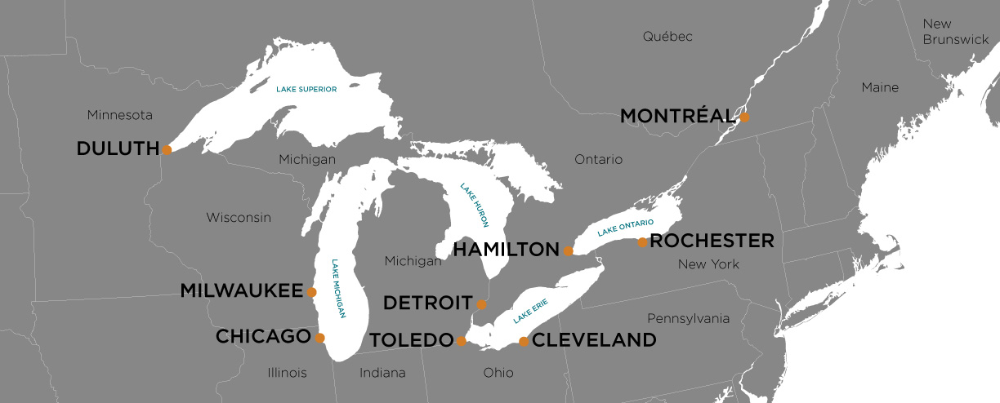 New
Brunswick
Québec
Maine
LAKE SUPERIOR
Minnesota
MONTRÉAL
DULUTH
Michigan
Ontario
LAKE HURON
Wisconsin
LAKE ONTARIO
HAMILTON
ROCHESTER
Michigan
New York
LAKE MICHIGAN
MILWAUKEE
DETROIT
LAKE ERIE
Pennsylvania
CHICAGO
TOLEDO
CLEVELAND
Illinois
Indiana
Ohio